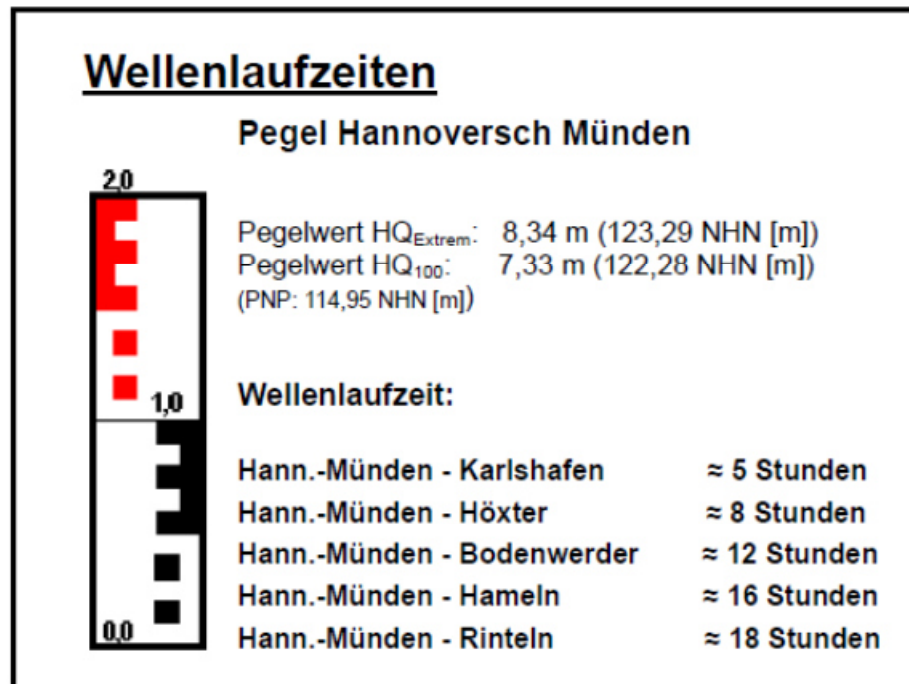 Wellenlaufzeiten
Pegel Hannoversch Münden
2,0
Pegelwert HQExtrem: 8,34 m (123,29 NHN [m])
Pegelwert HQ100: 7,33 m (122,28 NHN [m])
(PNP: 114,95 NHN [m])
1,0
Wellenlaufzeit:
Hann.-Münden - Karlshafen ≈ 5 Stunden
Hann.-Münden - Höxter ≈ 8 Stunden
Hann.-Münden - Bodenwerder ≈ 12 Stunden
Hann.-Münden - Hameln ≈ 16 Stunden
0,0
Hann.-Münden - Rinteln ≈ 18 Stunden